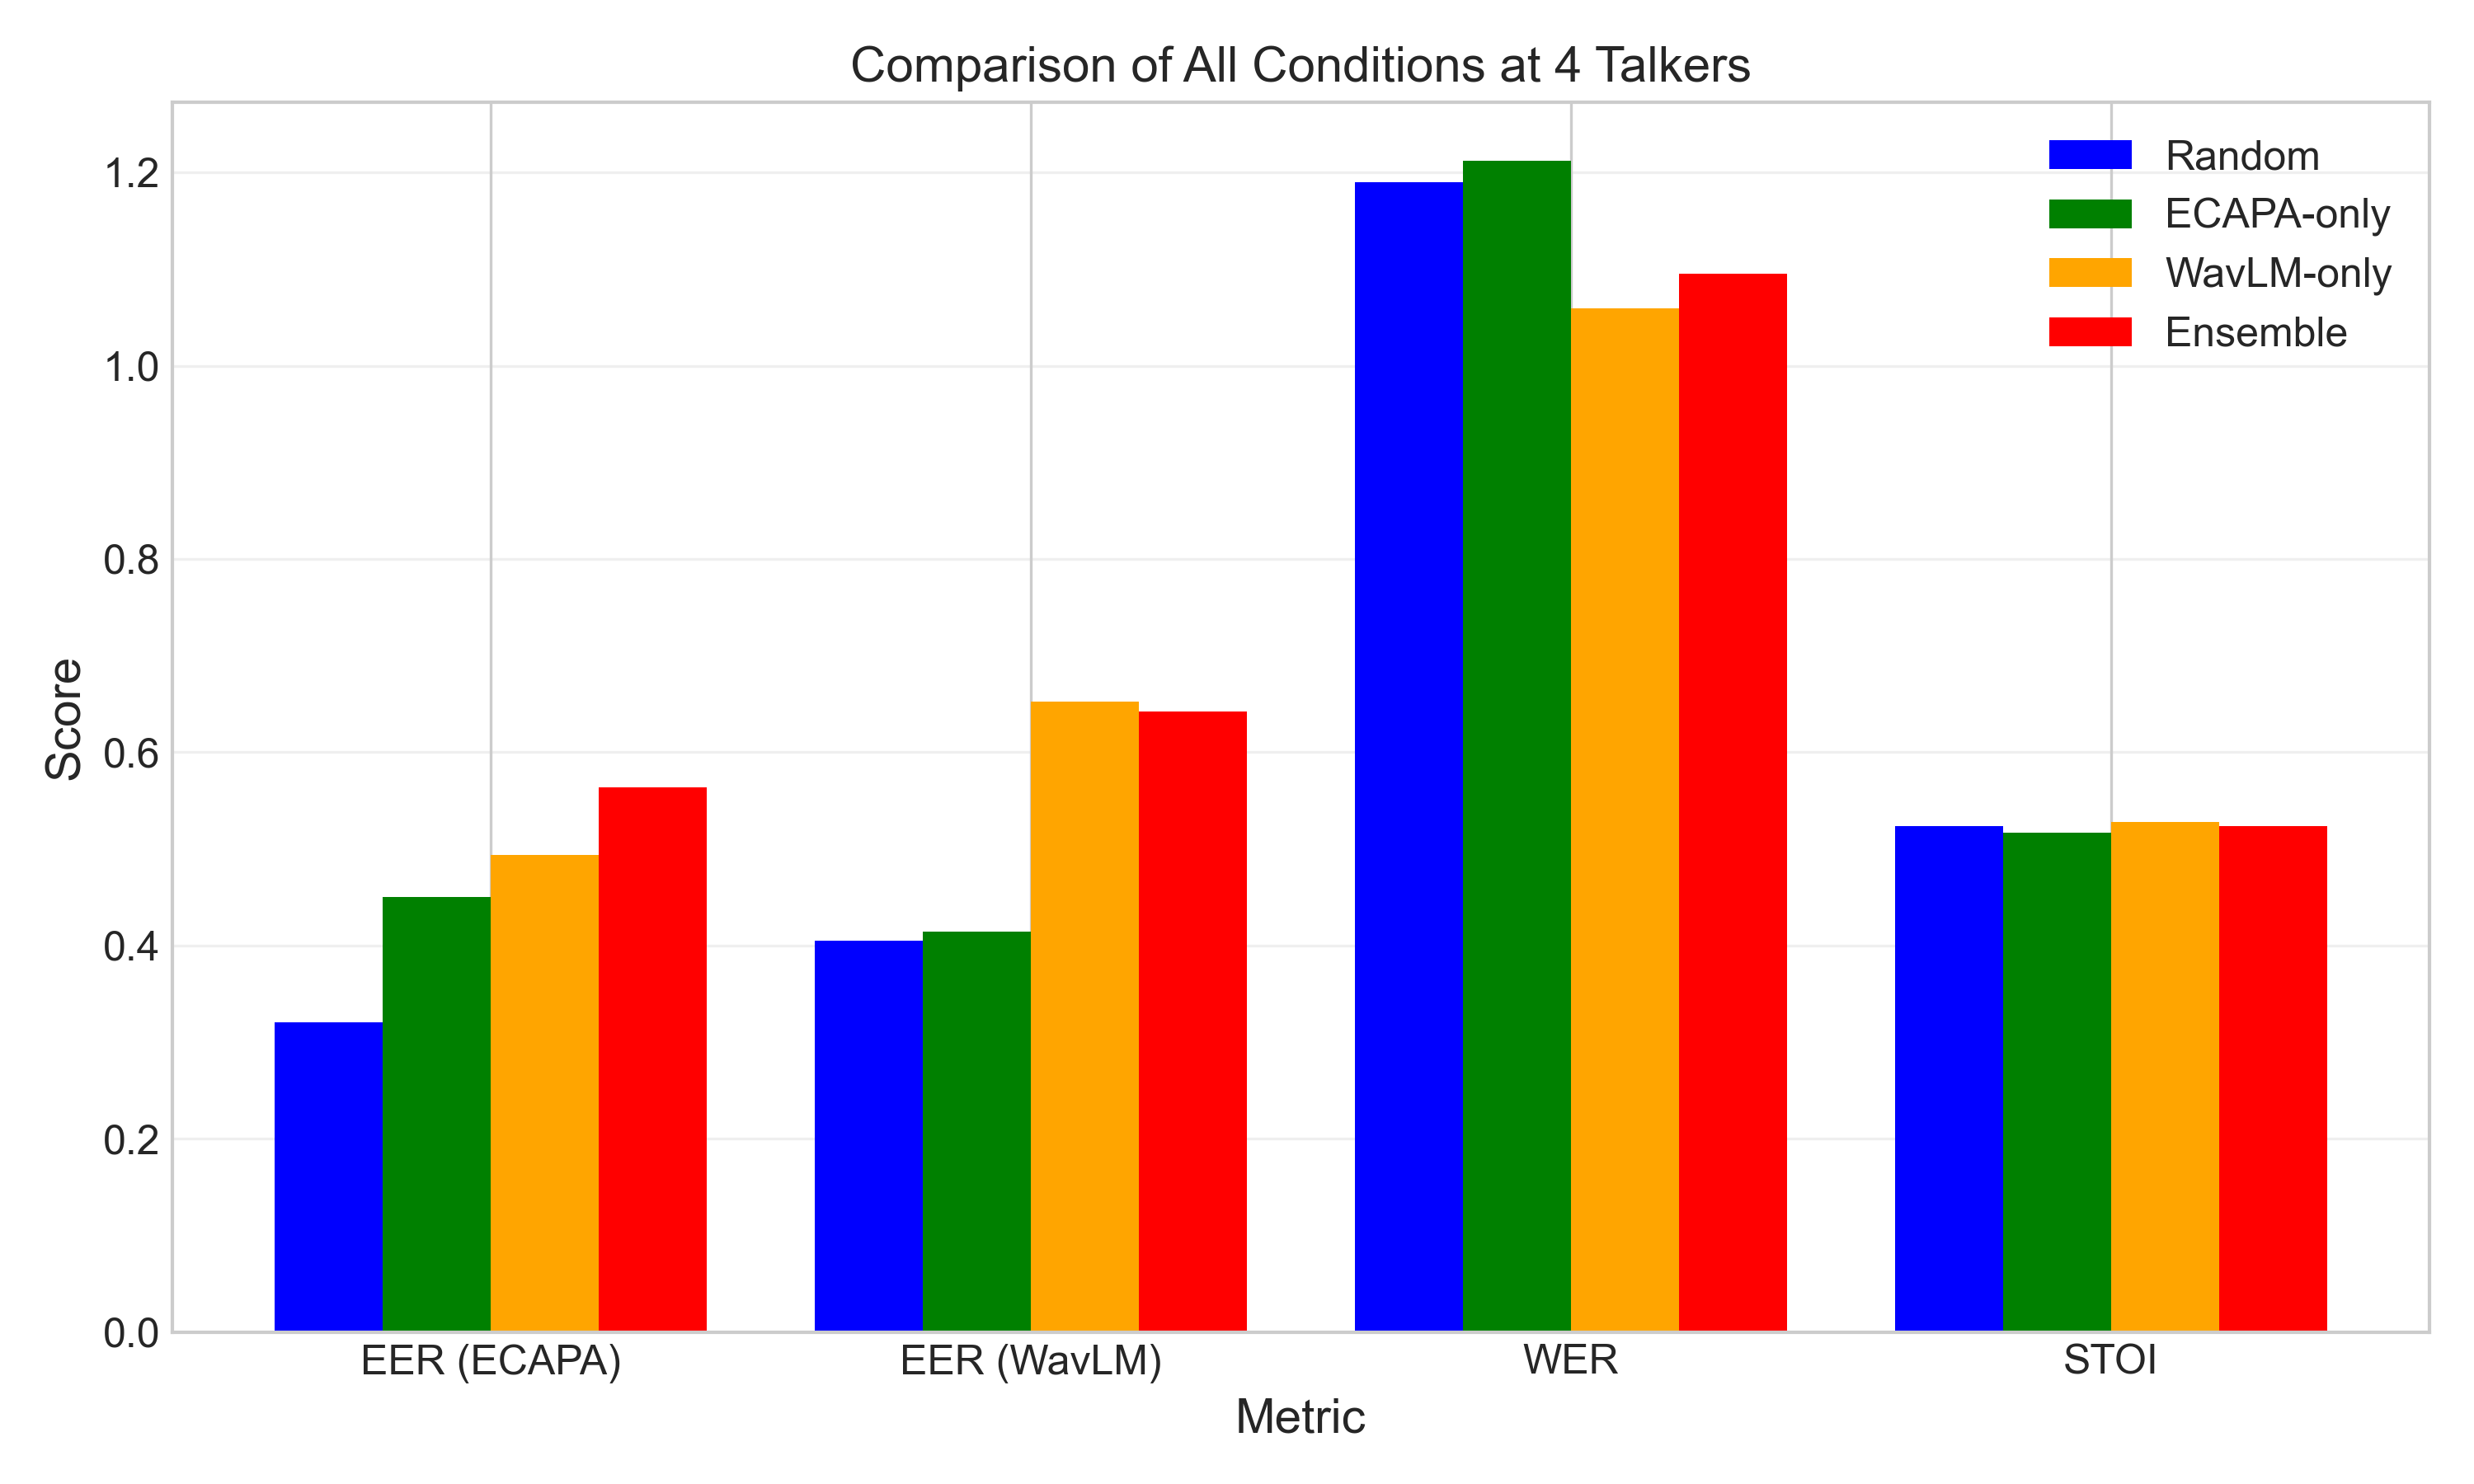 Comparison of All Conditions at 4 Talkers
Random
ECAPA-only
WavLM-only
Ensemble
Score
1.2
1.0
0.8
0.6
0.4
0.2
0.0
EER (ECAPA)
EER (WavLM)
WER
STOI
Metric